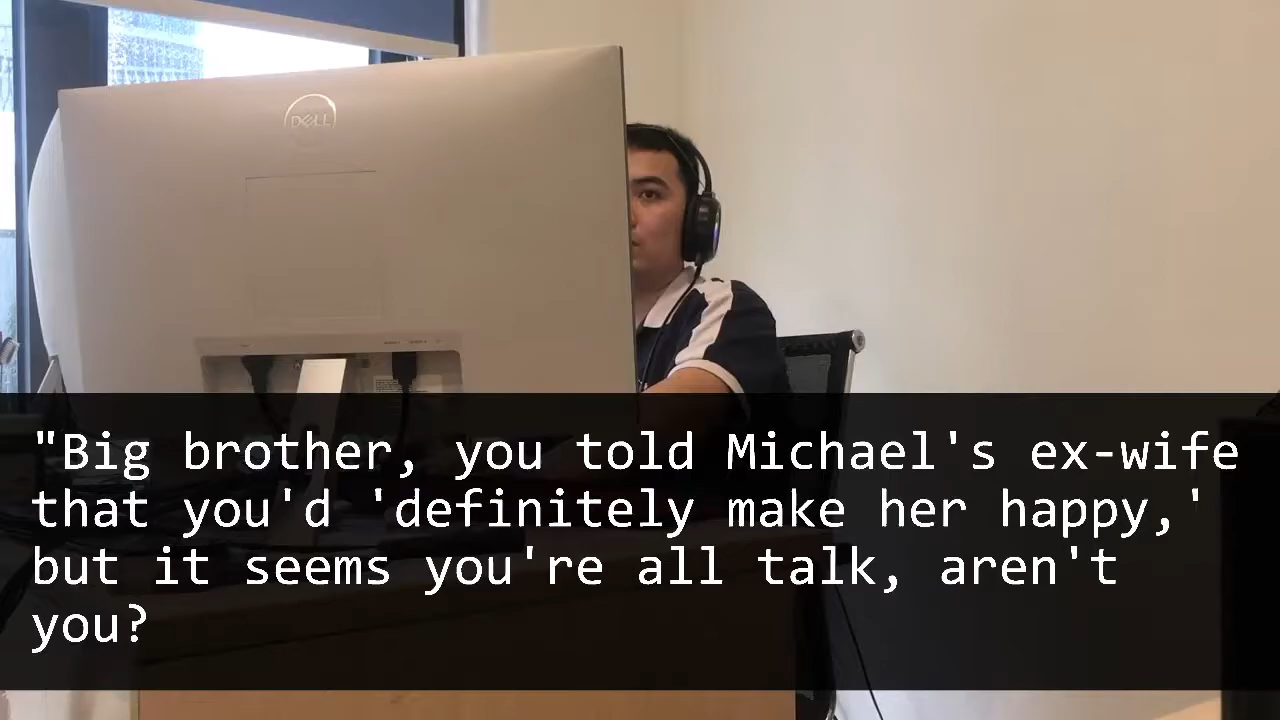 DELL
"Big brother, you told Michael's ex-wife
that you'd 'definitely make her happy,'
but it seems you're all talk, aren't
you?